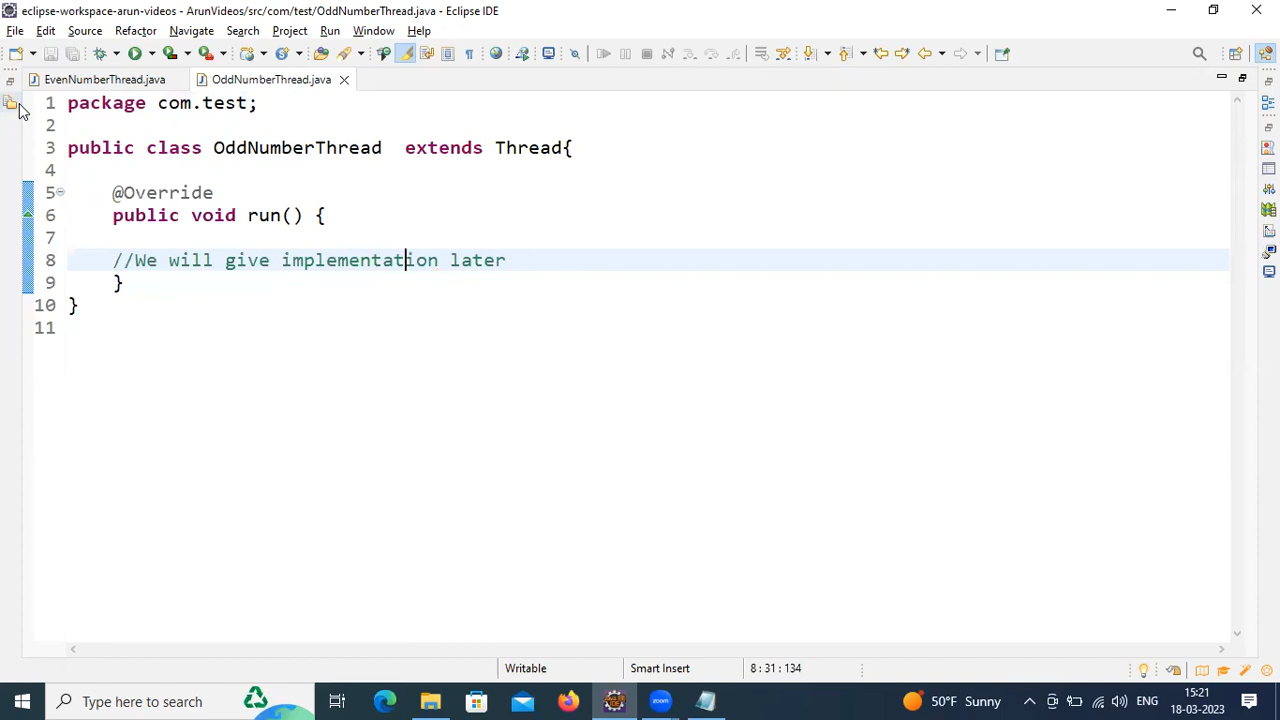 eclipse-workspace-arun-videos - ArunVideos/src/com/test/OddNumberThread.java - Eclipse IDE
File Edit Source Refactor Navigate Search Project Run Window Help
EvenNumberThread.java OddNumberThread.java
1 package com.test;
2
3 public class OddNumberThread  extends Thread{
4
5 @Override
6 public void run() {
7
8 //We will give implementation later
9 }
10 }
11
Writable Smart Insert 8 : 31 : 134
Type here to search zoom 50°F Sunny ENG 15:21
18-03-2023